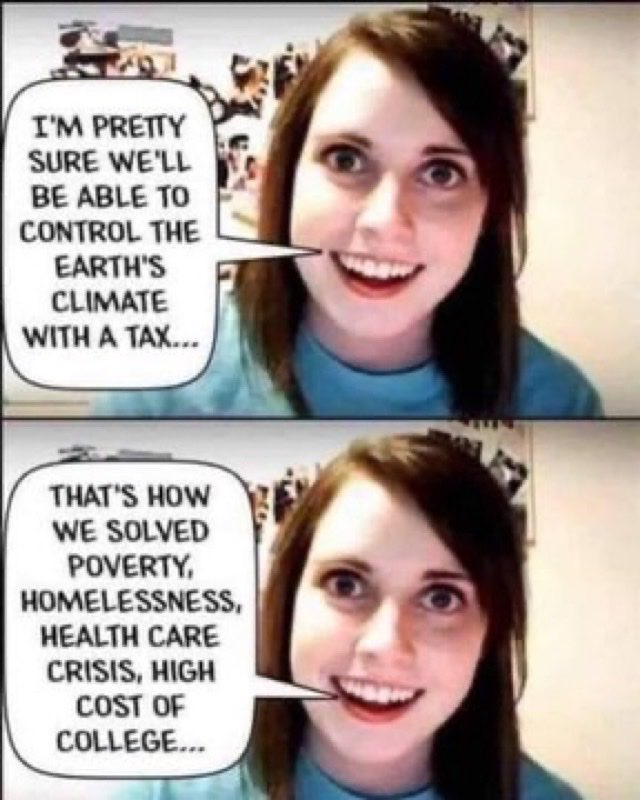 I'M PRETTY
SURE WE'LL
BE ABLE TO
CONTROL THE
EARTH'S
CLIMATE
WITH A TAX...
THAT'S HOW
WE SOLVED
POVERTY,
HOMELESSNESS,
HEALTH CARE
CRISIS, HIGH
COST OF
COLLEGE...